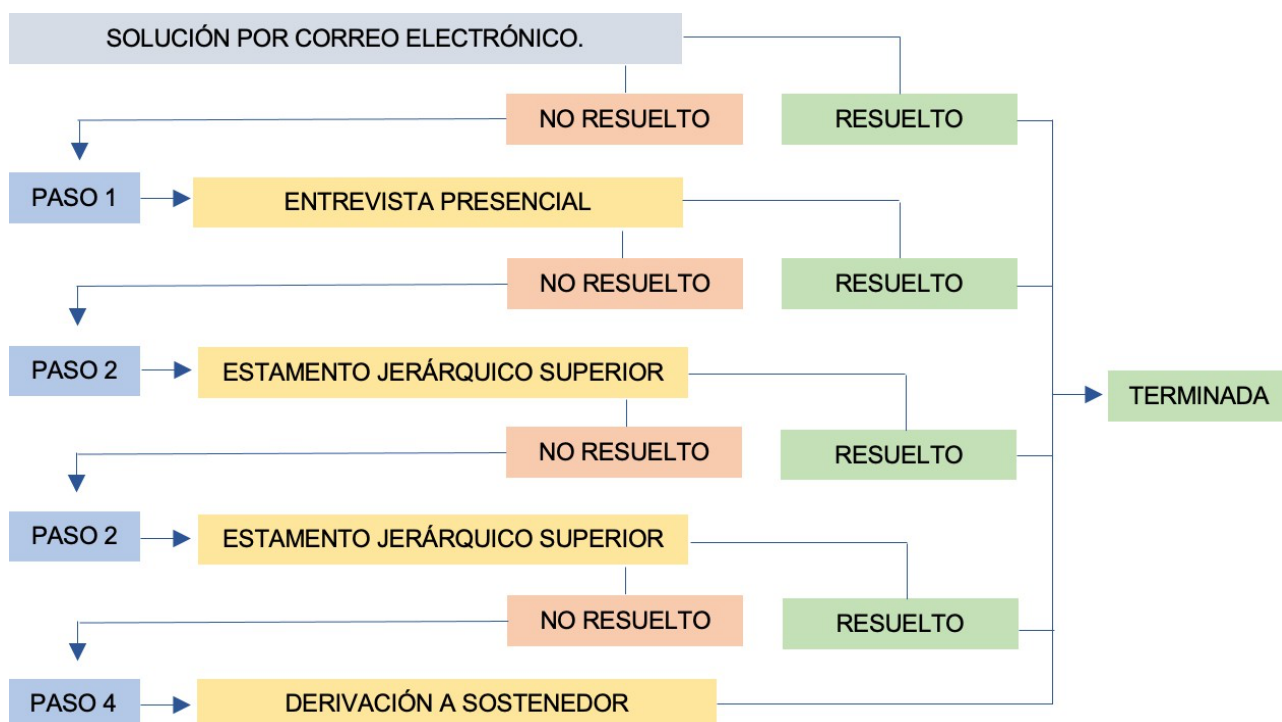 SOLUCIÓN POR CORREO ELECTRÓNICO.
NO RESUELTO
RESUELTO
PASO 1
ENTREVISTA PRESENCIAL
NO RESUELTO
RESUELTO
PASO 2
ESTAMENTO JERÁRQUICO SUPERIOR
TERMINADA
NO RESUELTO
RESUELTO
PASO 2
ESTAMENTO JERÁRQUICO SUPERIOR
NO RESUELTO
RESUELTO
PASO 4
DERIVACIÓN A SOSTENEDOR